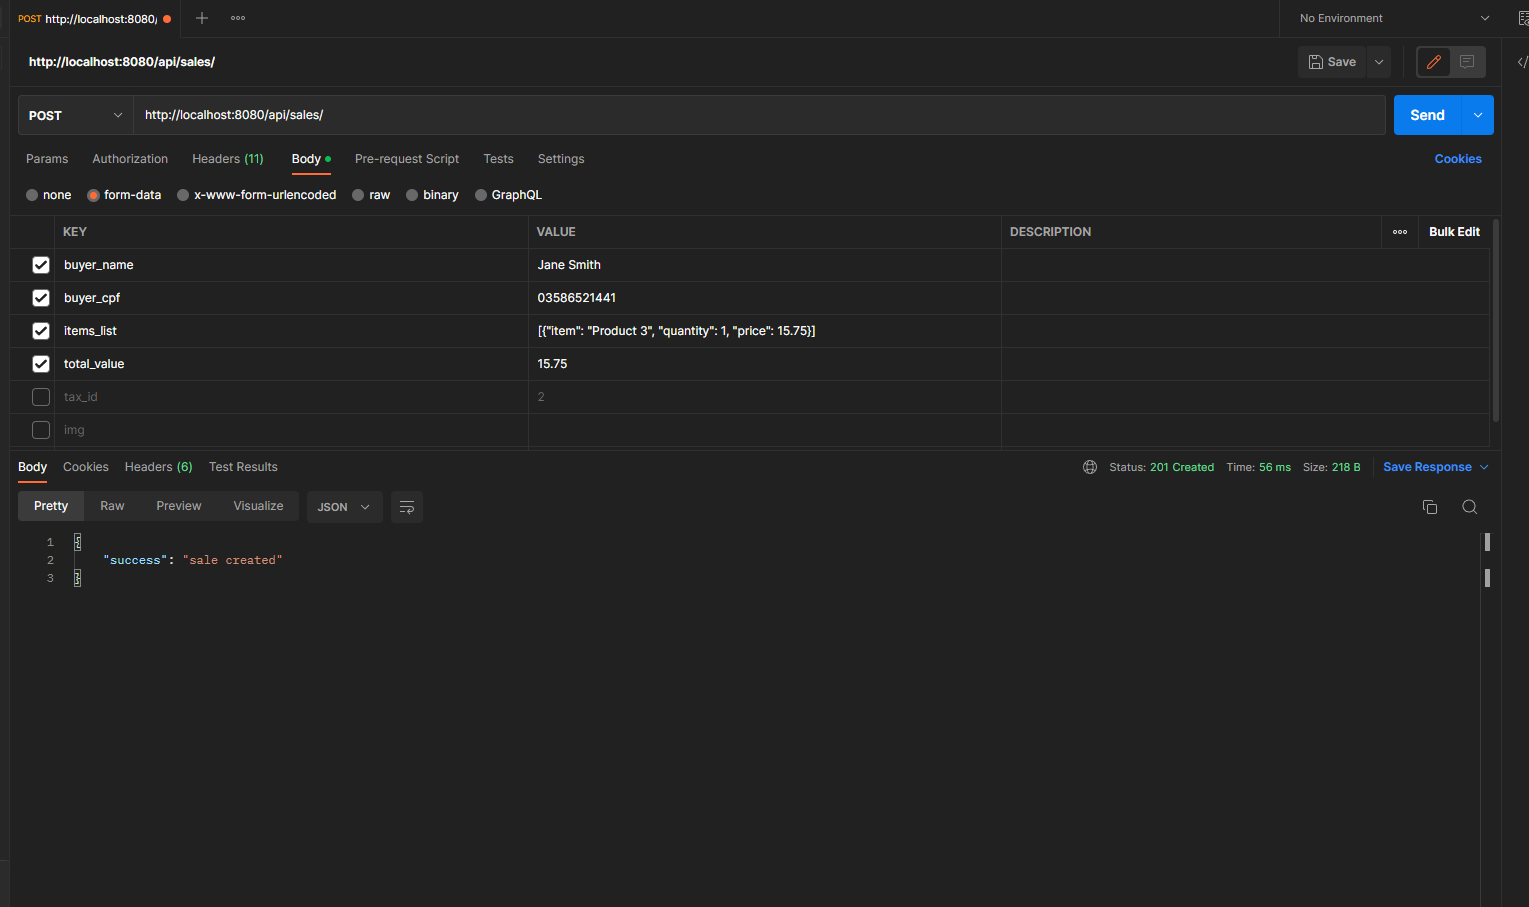 POST http://localhost:8080/
No Environment
http://localhost:8080/api/sales/
Save
POST http://localhost:8080/api/sales/ Send
Params Authorization Headers (11) Body Pre-request Script Tests Settings Cookies
none form-data x-www-form-urlencoded raw binary GraphQL
KEY VALUE DESCRIPTION Bulk Edit
buyer_name Jane Smith
buyer_cpf 03586521441
items_list [{"item": "Product 3", "quantity": 1, "price": 15.75}]
total_value 15.75
tax_id 2
img
Body Cookies Headers (6) Test Results Status: 201 Created Time: 56 ms Size: 218 B Save Response
Pretty Raw Preview Visualize JSON
1 {
2 "success": "sale created"
3 }